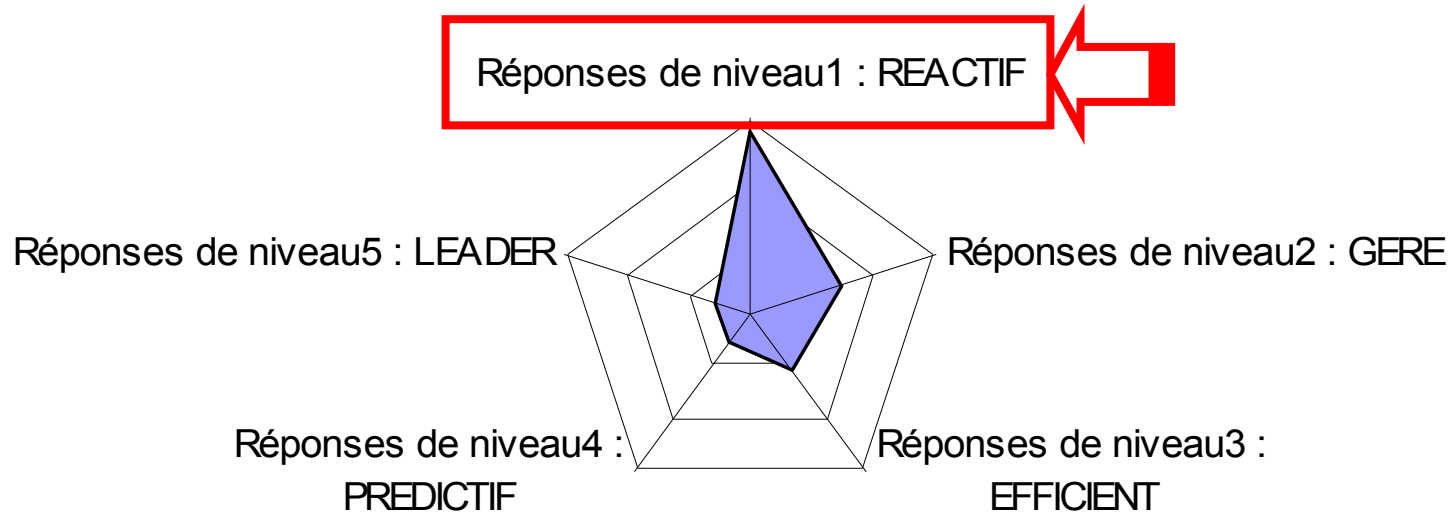 Réponses de niveau1 : REACTIF
Réponses de niveau5 : LEADER
Réponses de niveau2 : GERE
Réponses de niveau4 :
PREDICTIF
Réponses de niveau3 :
EFFICIENT